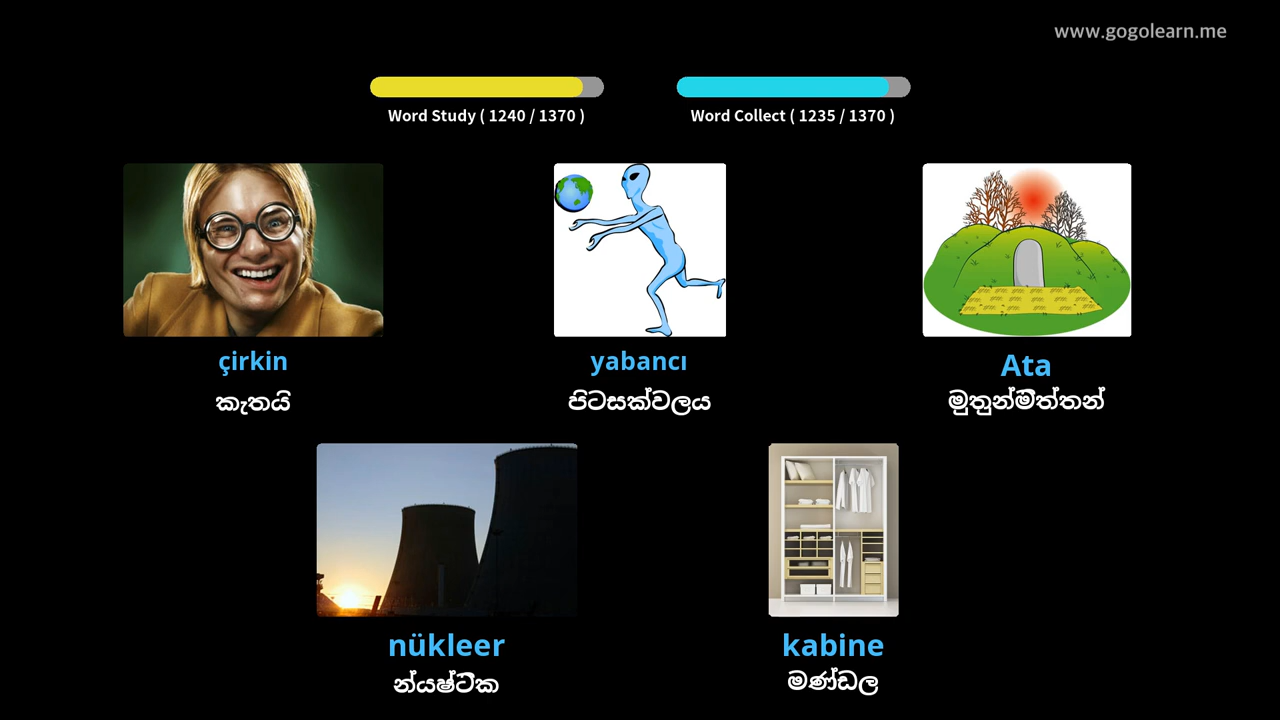 www.gogolearn.me
Word Study ( 1240 / 1370 )
Word Collect ( 1235 / 1370 )
çirkin
yabancı
Ata
කැතයි
පිටසක්වලය
මුතුන්මිත්තන්
nükleer
kabine
න්යෂ්ටික
මණ්ඩල